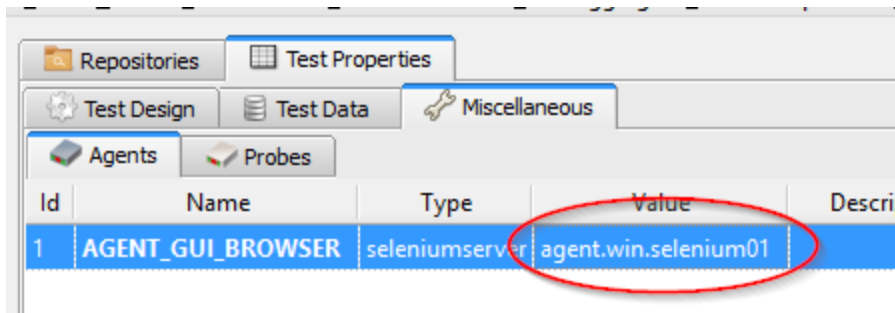 Repositories Test Properties
Test Design Test Data Miscellaneous
Agents Probes
Id Name Type Value Descri
1 AGENT_GUI_BROWSER seleniumserver agent.win.selenium01